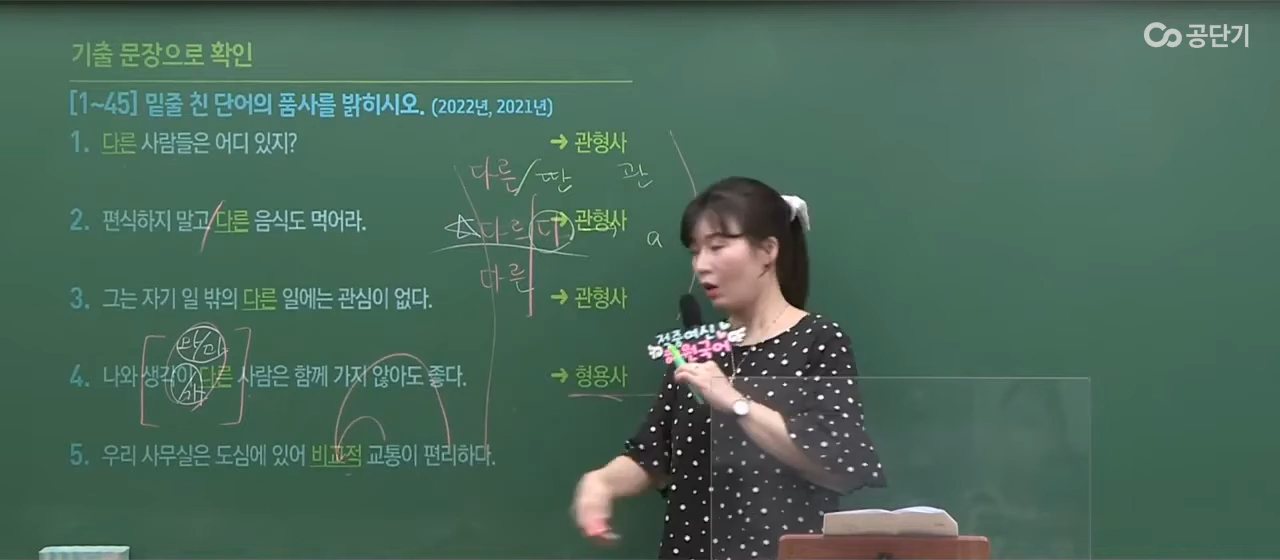 공단기
기출 문장으로 확인
[1~45] 밑줄 친 단어의 품사를 밝히시오. (2022년, 2021년)
1. 다른 사람들은 어디 있지? → 관형사
다른/딴 관
2. 편식하지 말고 다른 음식도 먹어라. → 관형사
다르다 a
다른
3. 그는 자기 일 밖의 다른 일에는 관심이 없다. → 관형사
4. 나와 생각이 다른 사람은 함께 가지 않아도 좋다. → 형용사
5. 우리 사무실은 도심에 있어 비교적 교통이 편리하다.
전중여신
국어